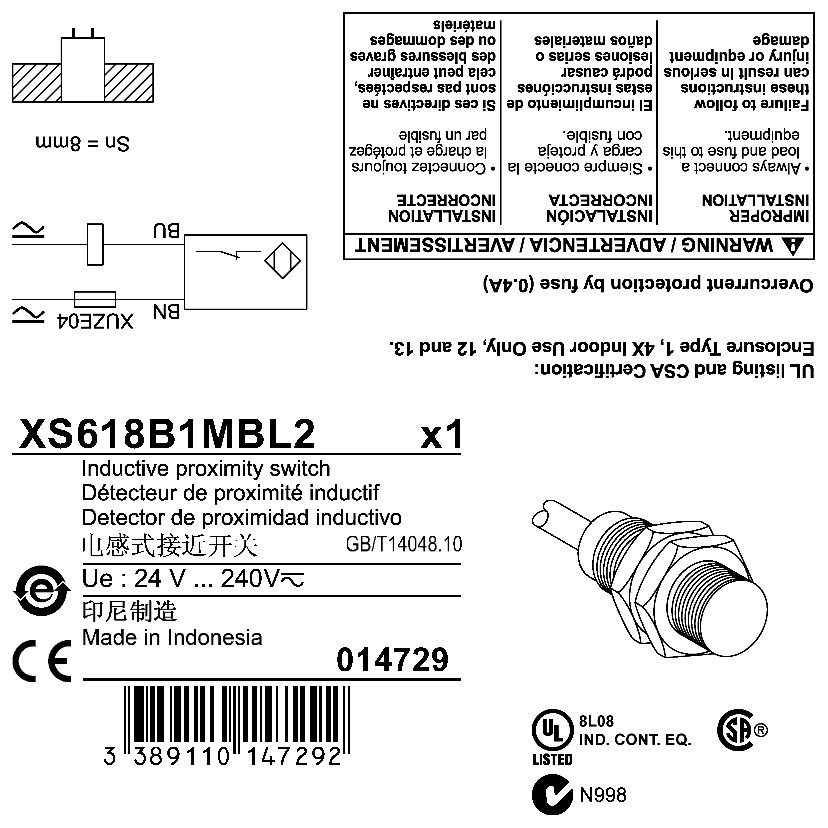 UL listing and CSA Certification:
Enclosure Type 1, 4X Indoor Use Only, 12 and 13.
Overcurrent protection by fuse (0.4A)
WARNING / ADVERTENCIA / AVERTISSEMENT
IMPROPER
INSTALLATION
• Always connect a
load and fuse to this
equipment.
Failure to follow
these instructions
can result in serious
injury or equipment
damage
INSTALACIÓN
INCORRECTA
• Siempre conecte la
carga y proteja
con fusible.
El incumplimiento de
estas instrucciónes
podrá causar
lesiones serias o
daños materiales
INSTALLATION
INCORRECTE
• Connectez toujours
la charge et protégez
par un fusible
Si ces directives ne
sont pas respectées,
cela peut entraîner
des blessures graves
ou des dommages
matériels
BN
XUZE04
BU
Sn = 8mm
XS618B1MBL2 x1
Inductive proximity switch
Détecteur de proximité inductif
Detector de proximidad inductivo
电感式接近开关 GB/T14048.10
Ue : 24 V ... 240V⎓
印尼制造
Made in Indonesia
CE
014729
3 389110 147292
UL
LISTED
8L08
IND. CONT. EQ.
SA ®
N998